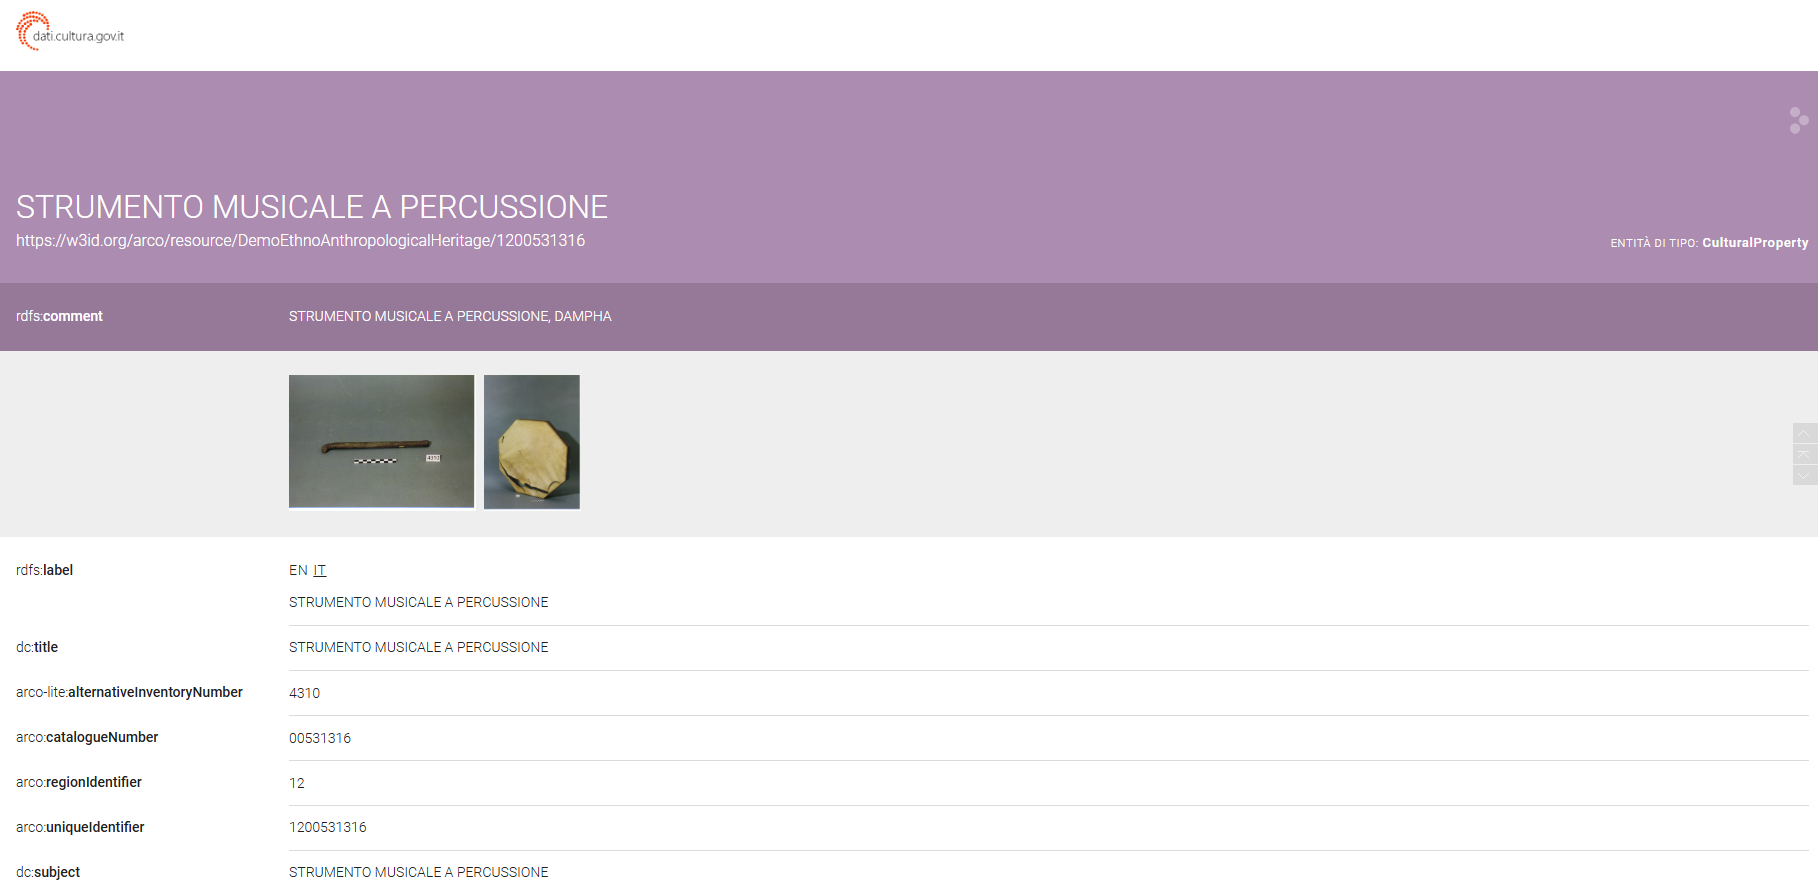 dati.cultura.gov.it
STRUMENTO MUSICALE A PERCUSSIONE
https://w3id.org/arco/resource/DemoEthnoAnthropologicalHeritage/1200531316
ENTITÀ DI TIPO: CulturalProperty
rdfs:comment STRUMENTO MUSICALE A PERCUSSIONE, DAMPHA
rdfs:label EN IT
STRUMENTO MUSICALE A PERCUSSIONE
dc:title STRUMENTO MUSICALE A PERCUSSIONE
arco-lite:alternativeInventoryNumber 4310
arco:catalogueNumber 00531316
arco:regionIdentifier 12
arco:uniqueIdentifier 1200531316
dc:subject STRUMENTO MUSICALE A PERCUSSIONE